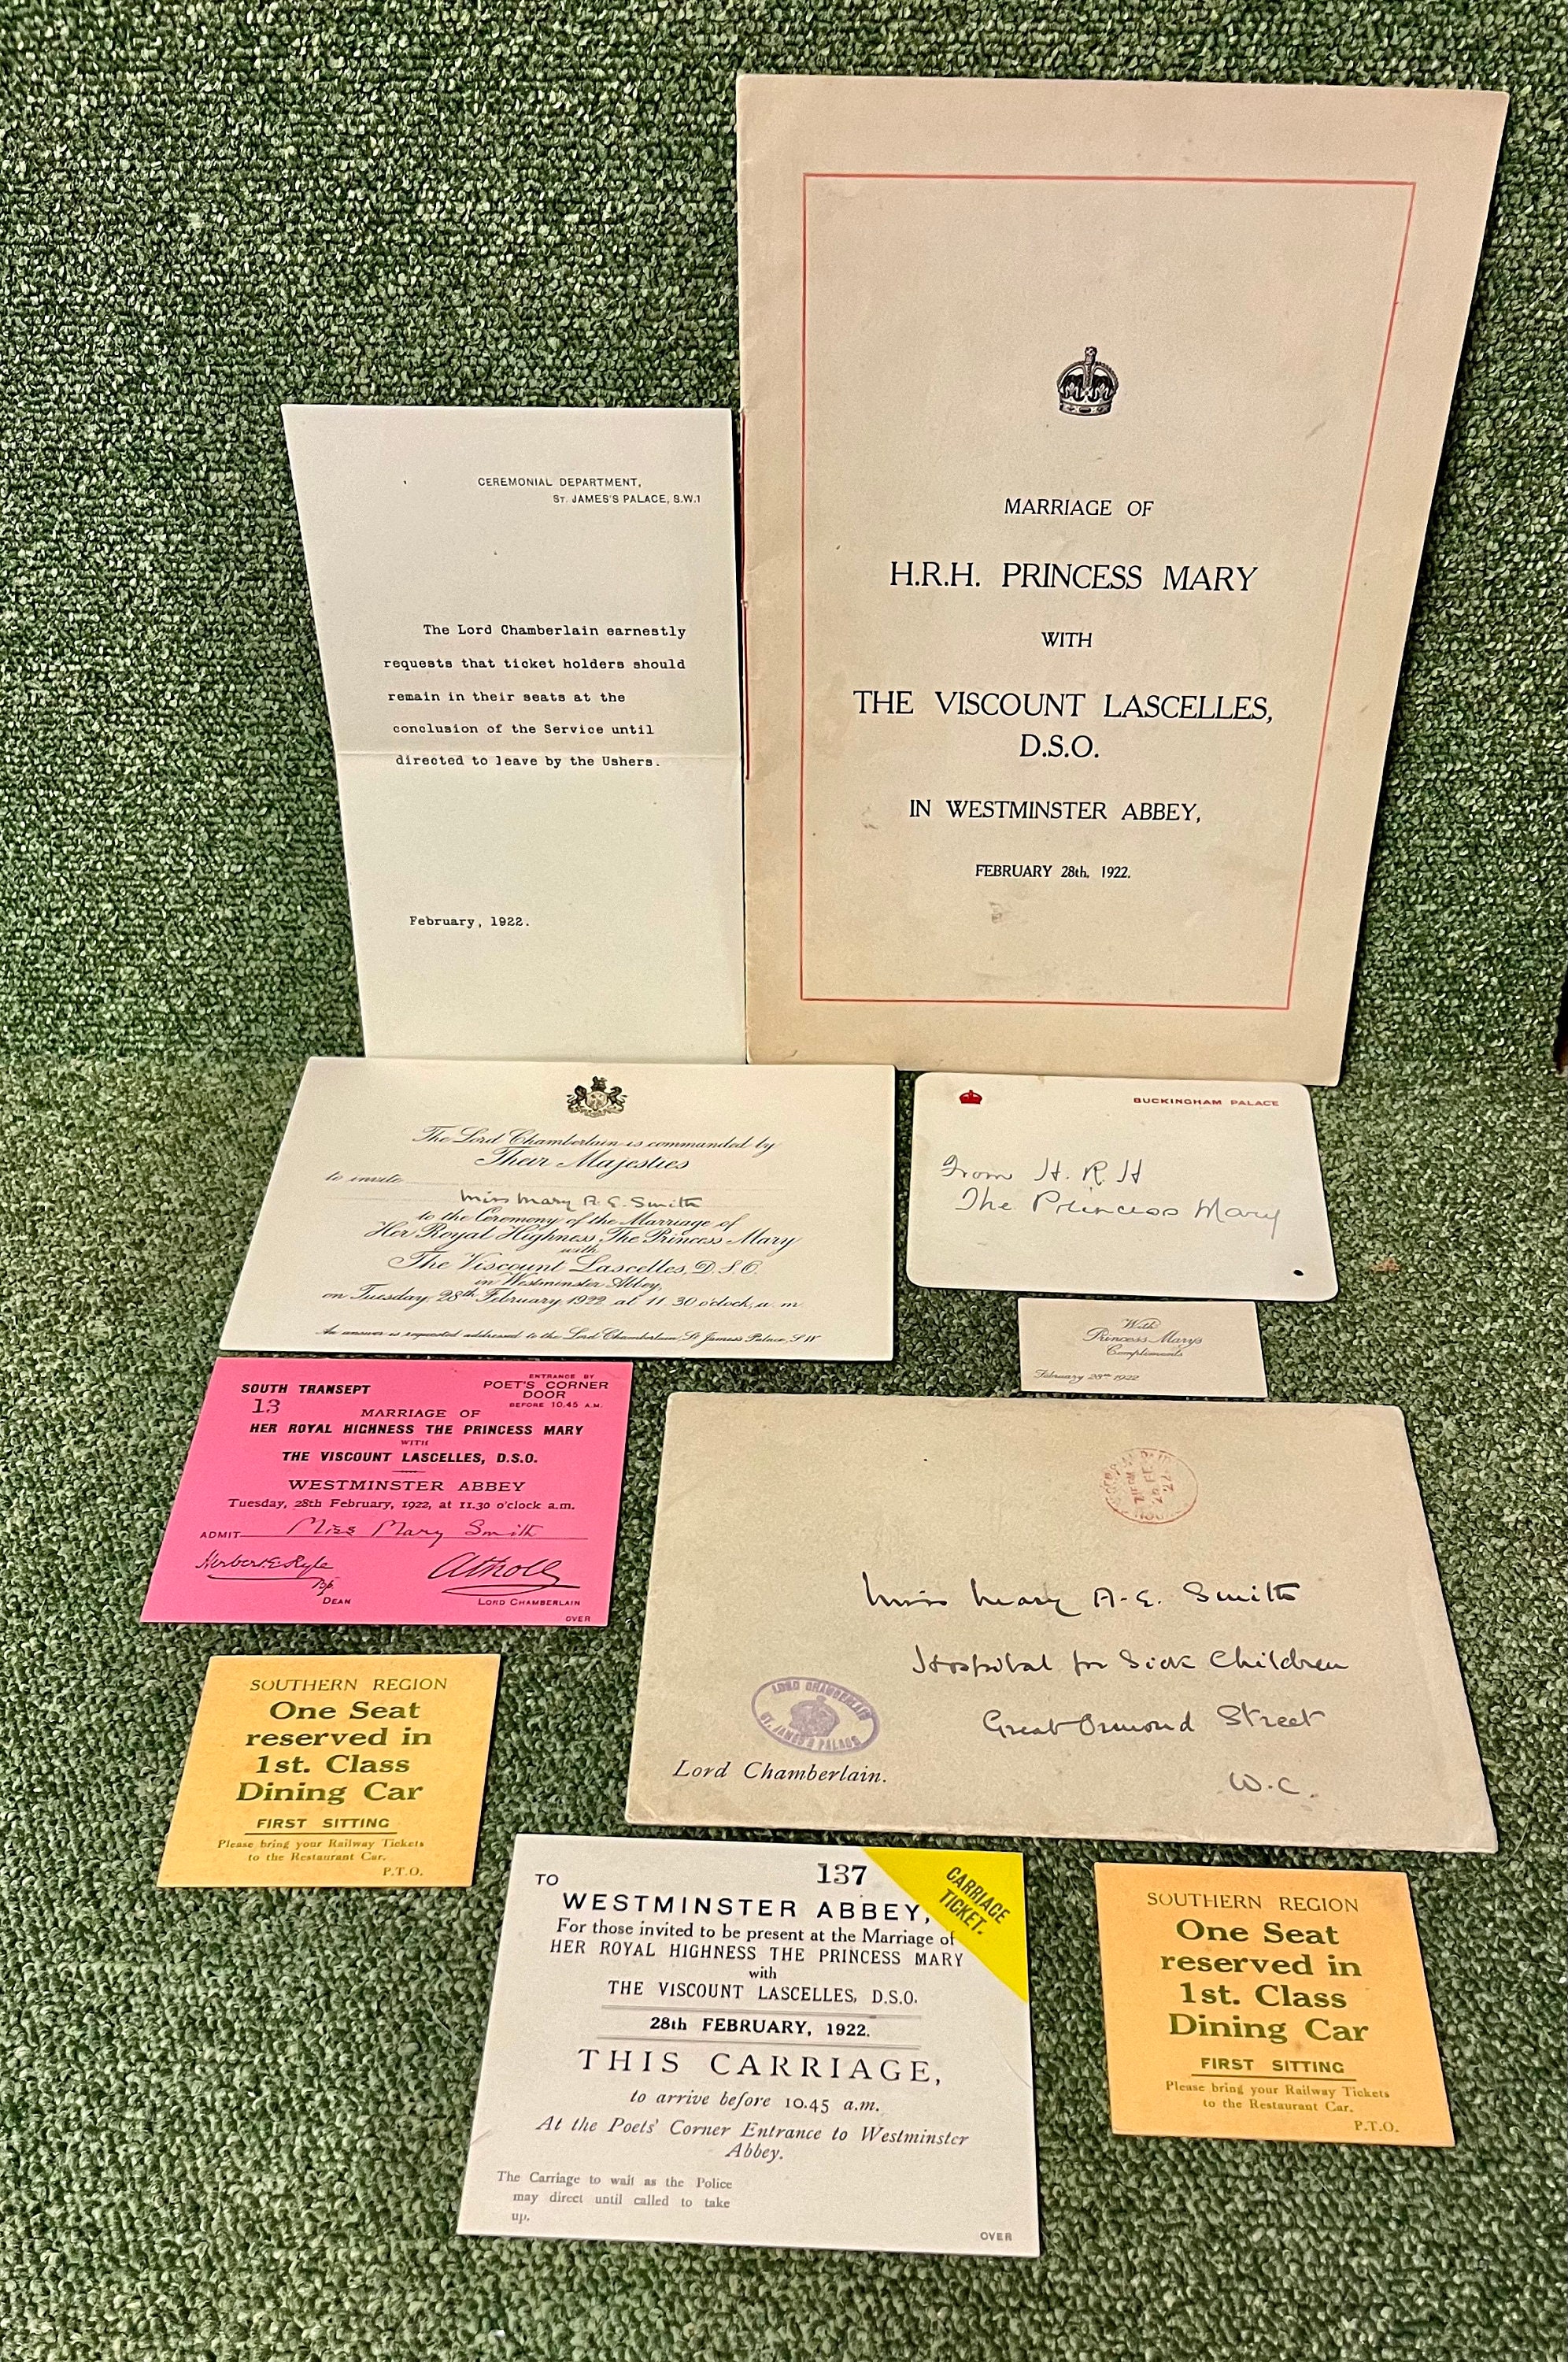 CEREMONIAL DEPARTMENT,
ST. JAMES'S PALACE, S.W.1
The Lord Chamberlain earnestly
requests that ticket holders should
remain in their seats at the
conclusion of the Service until
directed to leave by the Ushers.
February, 1922.
MARRIAGE OF
H.R.H. PRINCESS MARY
WITH
THE VISCOUNT LASCELLES,
D.S.O.
IN WESTMINSTER ABBEY,
FEBRUARY 28th. 1922.
The Lord Chamberlain is commanded by
Their Majesties
to invite
Miss Mary A. E. Smith
to the Ceremony of the Marriage of
Her Royal Highness The Princess Mary
with
The Viscount Lascelles, D.S.O.
in Westminster Abbey,
on Tuesday, 28th February, 1922, at 11.30 o'clock, a.m
An answer is requested addressed to the Lord Chamberlain, St James's Palace, S.W
BUCKINGHAM PALACE
From H. R. H
The Princess Mary
With
Princess Mary's
Compliments
February 28th 1922
SOUTH TRANSEPT
13
ENTRANCE BY
POET'S CORNER
DOOR
BEFORE 10.45 A.M.
MARRIAGE OF
HER ROYAL HIGHNESS THE PRINCESS MARY
WITH
THE VISCOUNT LASCELLES, D.S.O.
WESTMINSTER ABBEY
Tuesday, 28th February, 1922, at 11.30 o'clock a.m.
ADMIT Miss Mary Smith
Herbert E. Ryle
Bp
DEAN
Atholl
LORD CHAMBERLAIN
OVER
Miss Mary A. E. Smith
Hospital for Sick Children
Great Ormond Street
W.C.
LORD CHAMBERLAIN
ST. JAMES'S PALACE
Lord Chamberlain.
SOUTHERN REGION
One Seat
reserved in
1st. Class
Dining Car
FIRST SITTING
Please bring your Railway Tickets
to the Restaurant Car.
P.T.O.
TO
137
CARRIAGE
TICKET.
WESTMINSTER ABBEY,
For those invited to be present at the Marriage of
HER ROYAL HIGHNESS THE PRINCESS MARY
with
THE VISCOUNT LASCELLES, D.S.O.
28th FEBRUARY, 1922.
THIS CARRIAGE,
to arrive before 10.45 a.m.
At the Poets' Corner Entrance to Westminster
Abbey.
The Carriage to wait as the Police
may direct until called to take
up.
OVER
SOUTHERN REGION
One Seat
reserved in
1st. Class
Dining Car
FIRST SITTING
Please bring your Railway Tickets
to the Restaurant Car.
P.T.O.